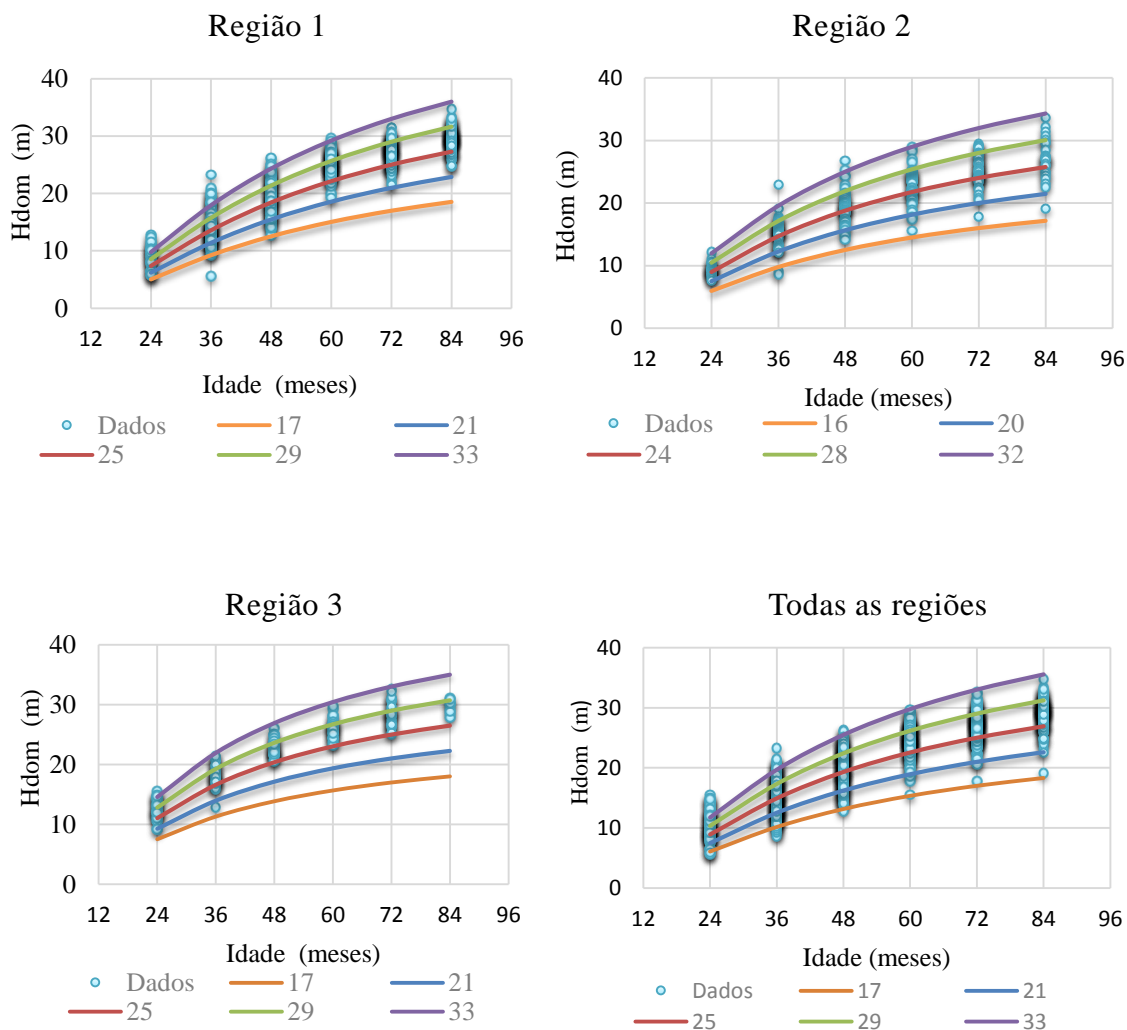 Região 1
Hdom (m)
40
30
20
10
0
12 24 36 48 60 72 84 96
Idade (meses)
Dados 17 21
25 29 33
Região 2
Hdom (m)
40
30
20
10
0
12 24 36 48 60 72 84 96
Idade (meses)
Dados 16 20
24 28 32
Região 3
Hdom (m)
40
30
20
10
0
12 24 36 48 60 72 84 96
Idade (meses)
Dados 17 21
25 29 33
Todas as regiões
Hdom (m)
40
30
20
10
0
12 24 36 48 60 72 84 96
Idade (meses)
Dados 17 21
25 29 33